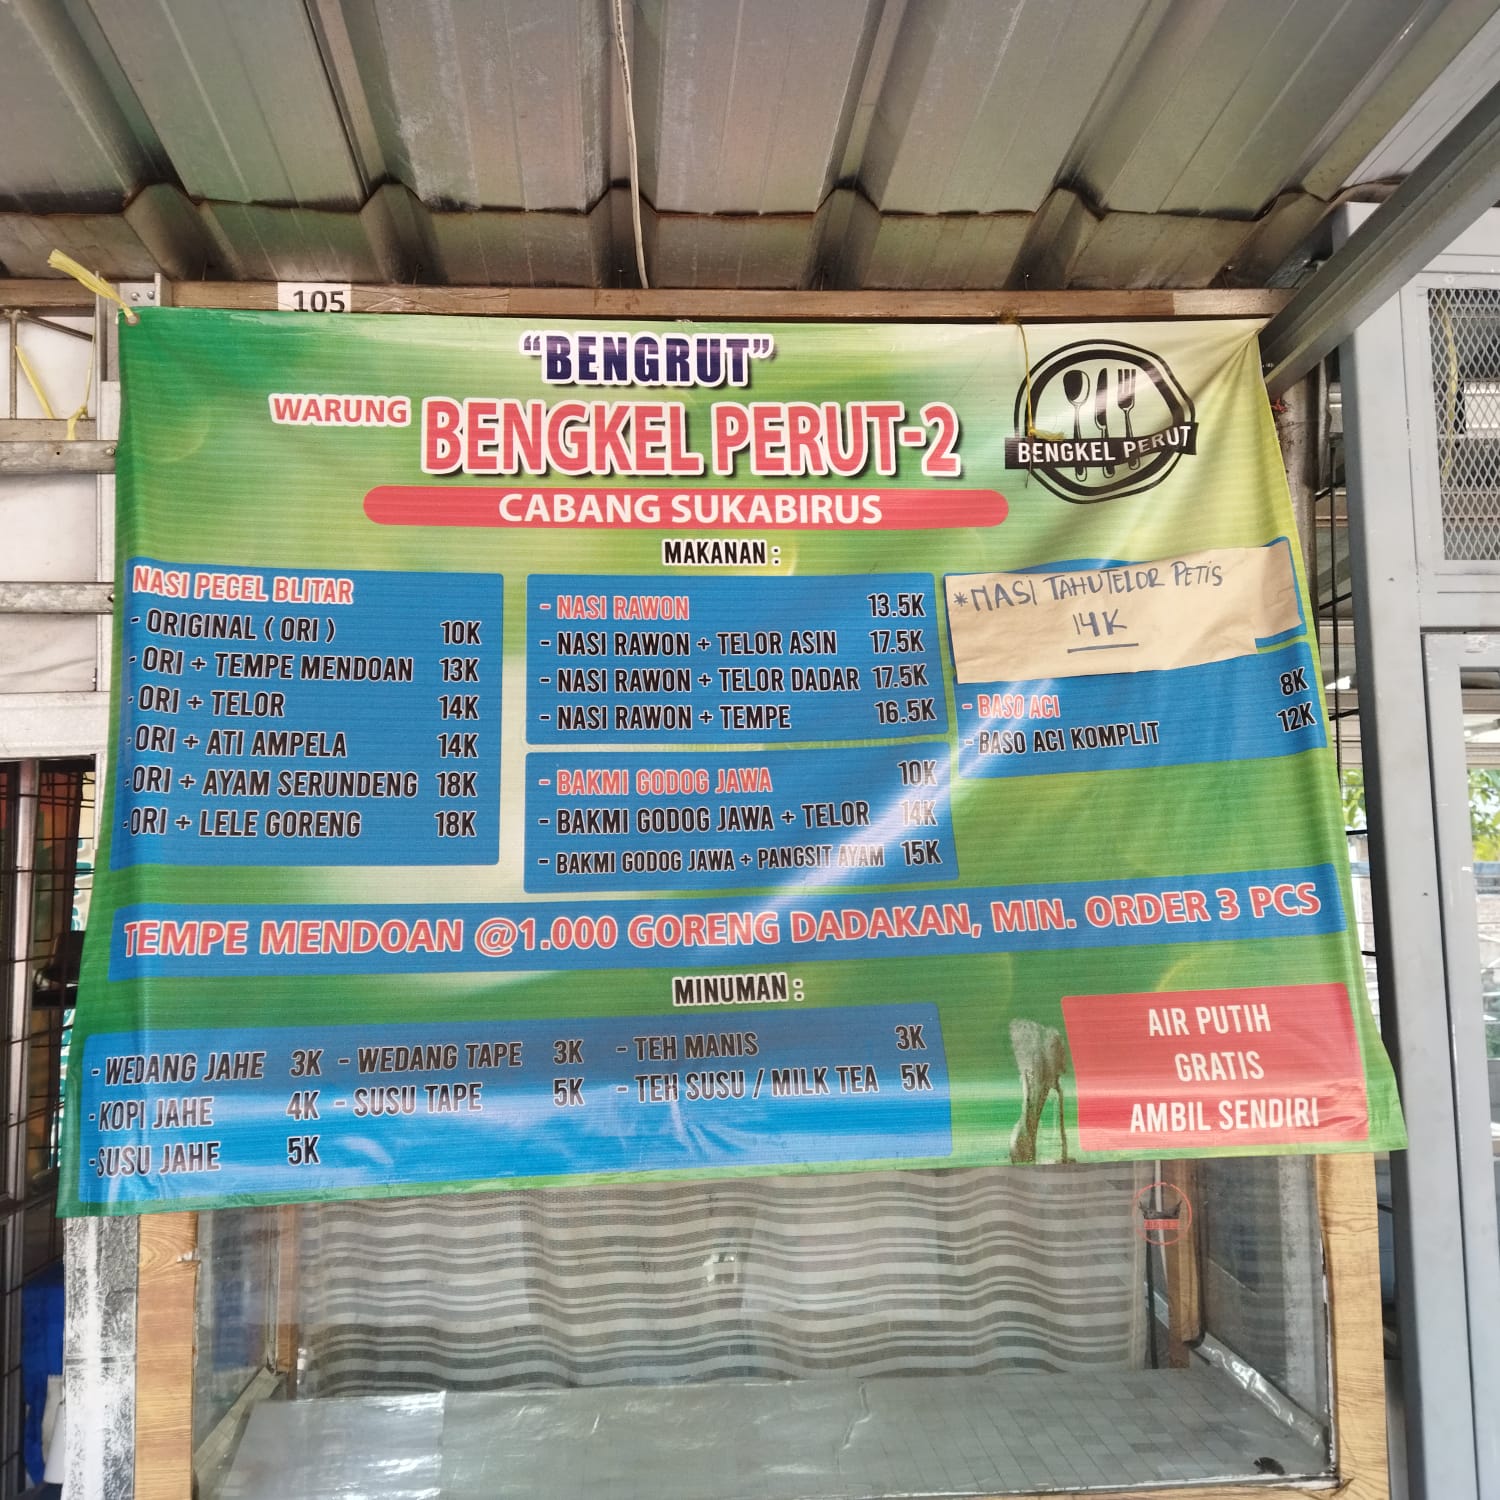 105
"BENGRUT"
WARUNG BENGKEL PERUT-2
BENGKEL PERUT
CABANG SUKABIRUS
MAKANAN :
NASI PECEL BLITAR
- ORIGINAL ( ORI ) 10K
- ORI + TEMPE MENDOAN 13K
- ORI + TELOR 14K
- ORI + ATI AMPELA 14K
- ORI + AYAM SERUNDENG 18K
- ORI + LELE GORENG 18K
- NASI RAWON 13.5K
- NASI RAWON + TELOR ASIN 17.5K
- NASI RAWON + TELOR DADAR 17.5K
- NASI RAWON + TEMPE 16.5K
- BAKMI GODOG JAWA 10K
- BAKMI GODOG JAWA + TELOR 14K
- BAKMI GODOG JAWA + PANGSIT AYAM 15K
* NASI TAHUTELOR PETIS
14K
- BASO ACI 8K
- BASO ACI KOMPLIT 12K
TEMPE MENDOAN @1.000 GORENG DADAKAN, MIN. ORDER 3 PCS
MINUMAN :
- WEDANG JAHE 3K - WEDANG TAPE 3K - TEH MANIS 3K
- KOPI JAHE 4K - SUSU TAPE 5K - TEH SUSU / MILK TEA 5K
- SUSU JAHE 5K
AIR PUTIH
GRATIS
AMBIL SENDIRI